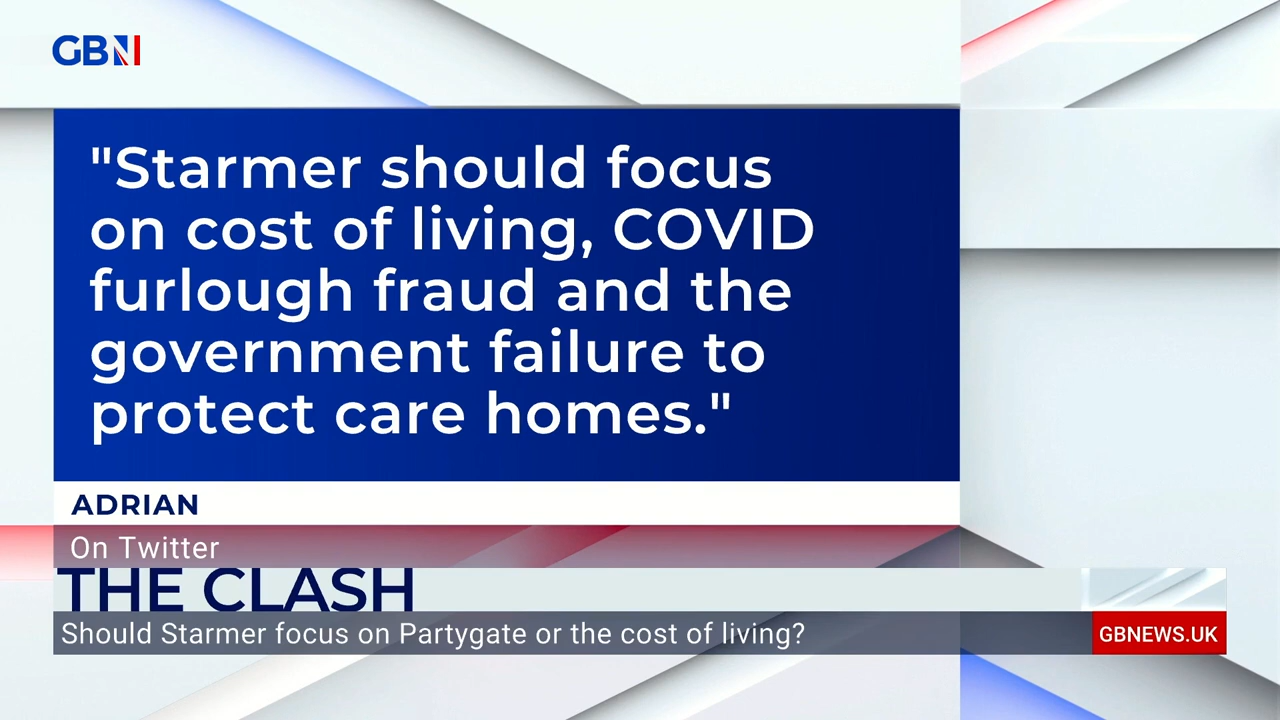 GBN
"Starmer should focus
on cost of living, COVID
furlough fraud and the
government failure to
protect care homes."
ADRIAN
On Twitter
THE CLASH
Should Starmer focus on Partygate or the cost of living?
GBNEWS.UK